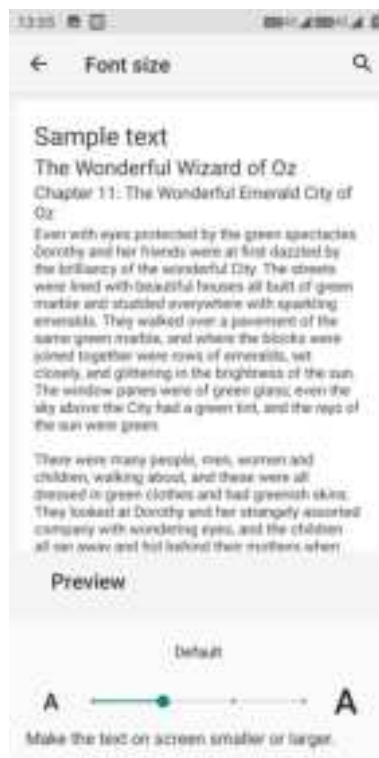 13:55
Font size
Sample text
The Wonderful Wizard of Oz
Chapter 11: The Wonderful Emerald City of
Oz
Even with eyes protected by the green spectacles
Dorothy and her friends were at first dazzled by
the brilliancy of the wonderful City. The streets
were lined with beautiful houses all built of green
marble and studded everywhere with sparkling
emeralds. They walked over a pavement of the
same green marble, and where the blocks were
joined together were rows of emeralds, set
closely, and glittering in the brightness of the sun.
The window panes were of green glass; even the
sky above the City had a green tint, and the rays of
the sun were green.
There were many people, men, women and
children, walking about, and these were all
dressed in green clothes and had greenish skins.
They looked at Dorothy and her strangely assorted
company with wondering eyes, and the children
all ran away and hid behind their mothers when
Preview
Default
A A
Make the text on screen smaller or larger.